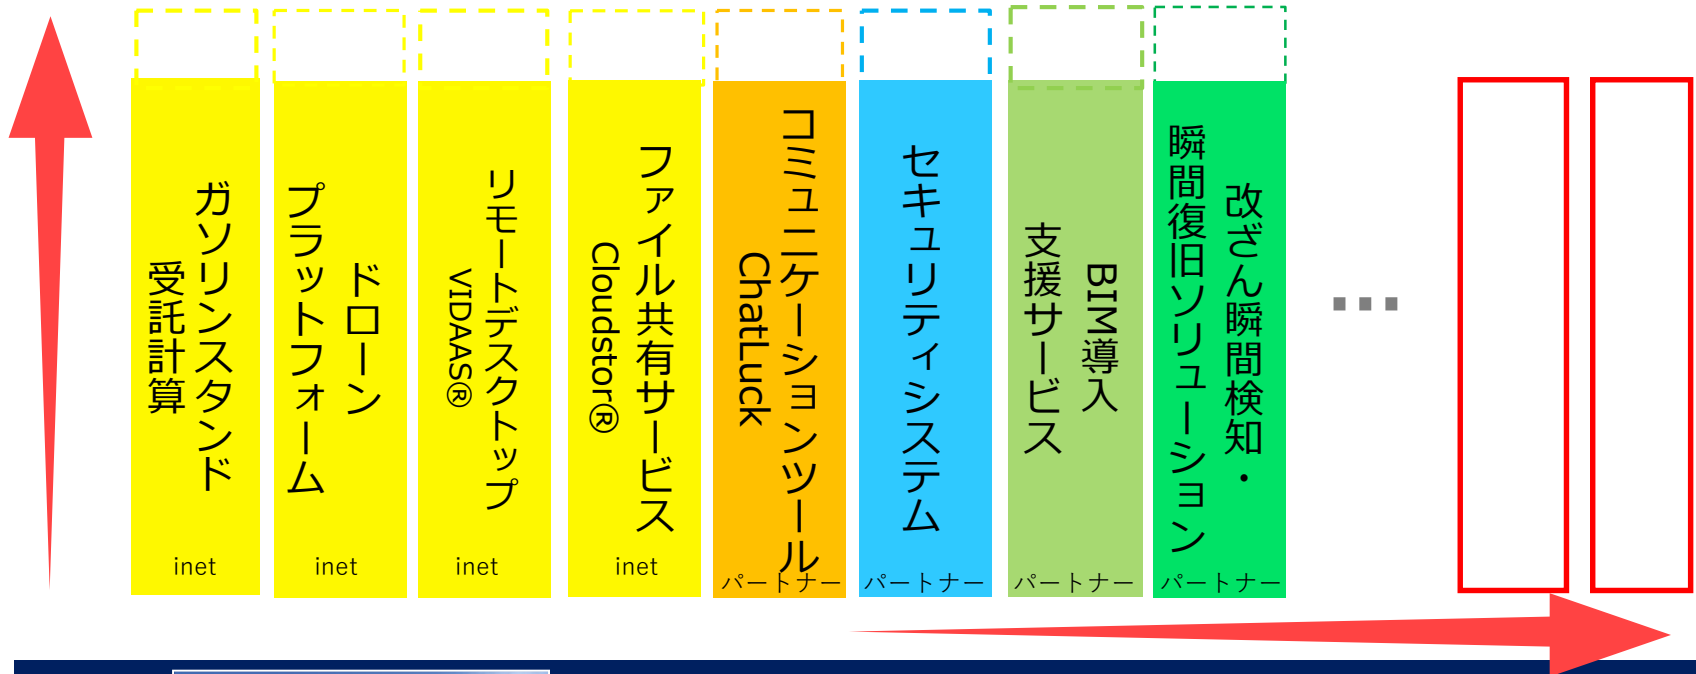 ガソリンスタンド
受託計算
inet
ドローン
プラットフォーム
inet
リモートデスクトップ
VIDAAS®
inet
ファイル共有サービス
Cloudstor®
inet
コミュニケーションツール
ChatLuck
パートナー
セキュリティシステム
パートナー
BIM導入
支援サービス
パートナー
改ざん瞬間検知・
瞬間復旧ソリューション
パートナー
...